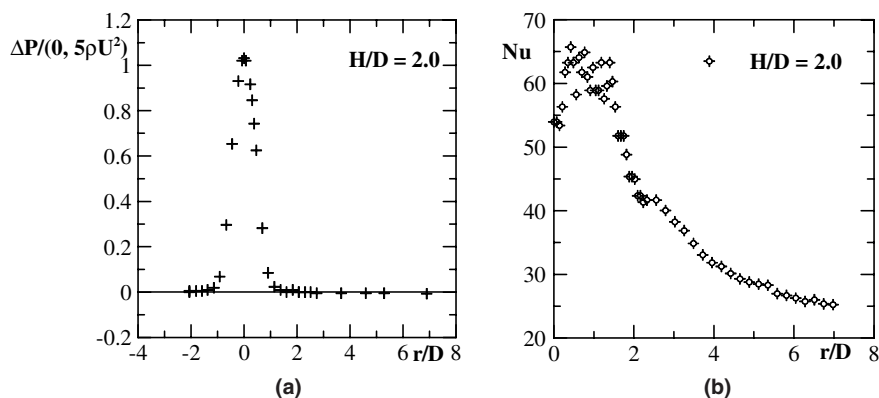 ΔP/(0, 5ρU²)
H/D = 2.0
1.2
1
0.8
0.6
0.4
0.2
0
-0.2
-4 -2 0 2 4 6 r/D 8
(a)
Nu
H/D = 2.0
70
60
50
40
30
20
0 2 4 6 r/D 8
(b)